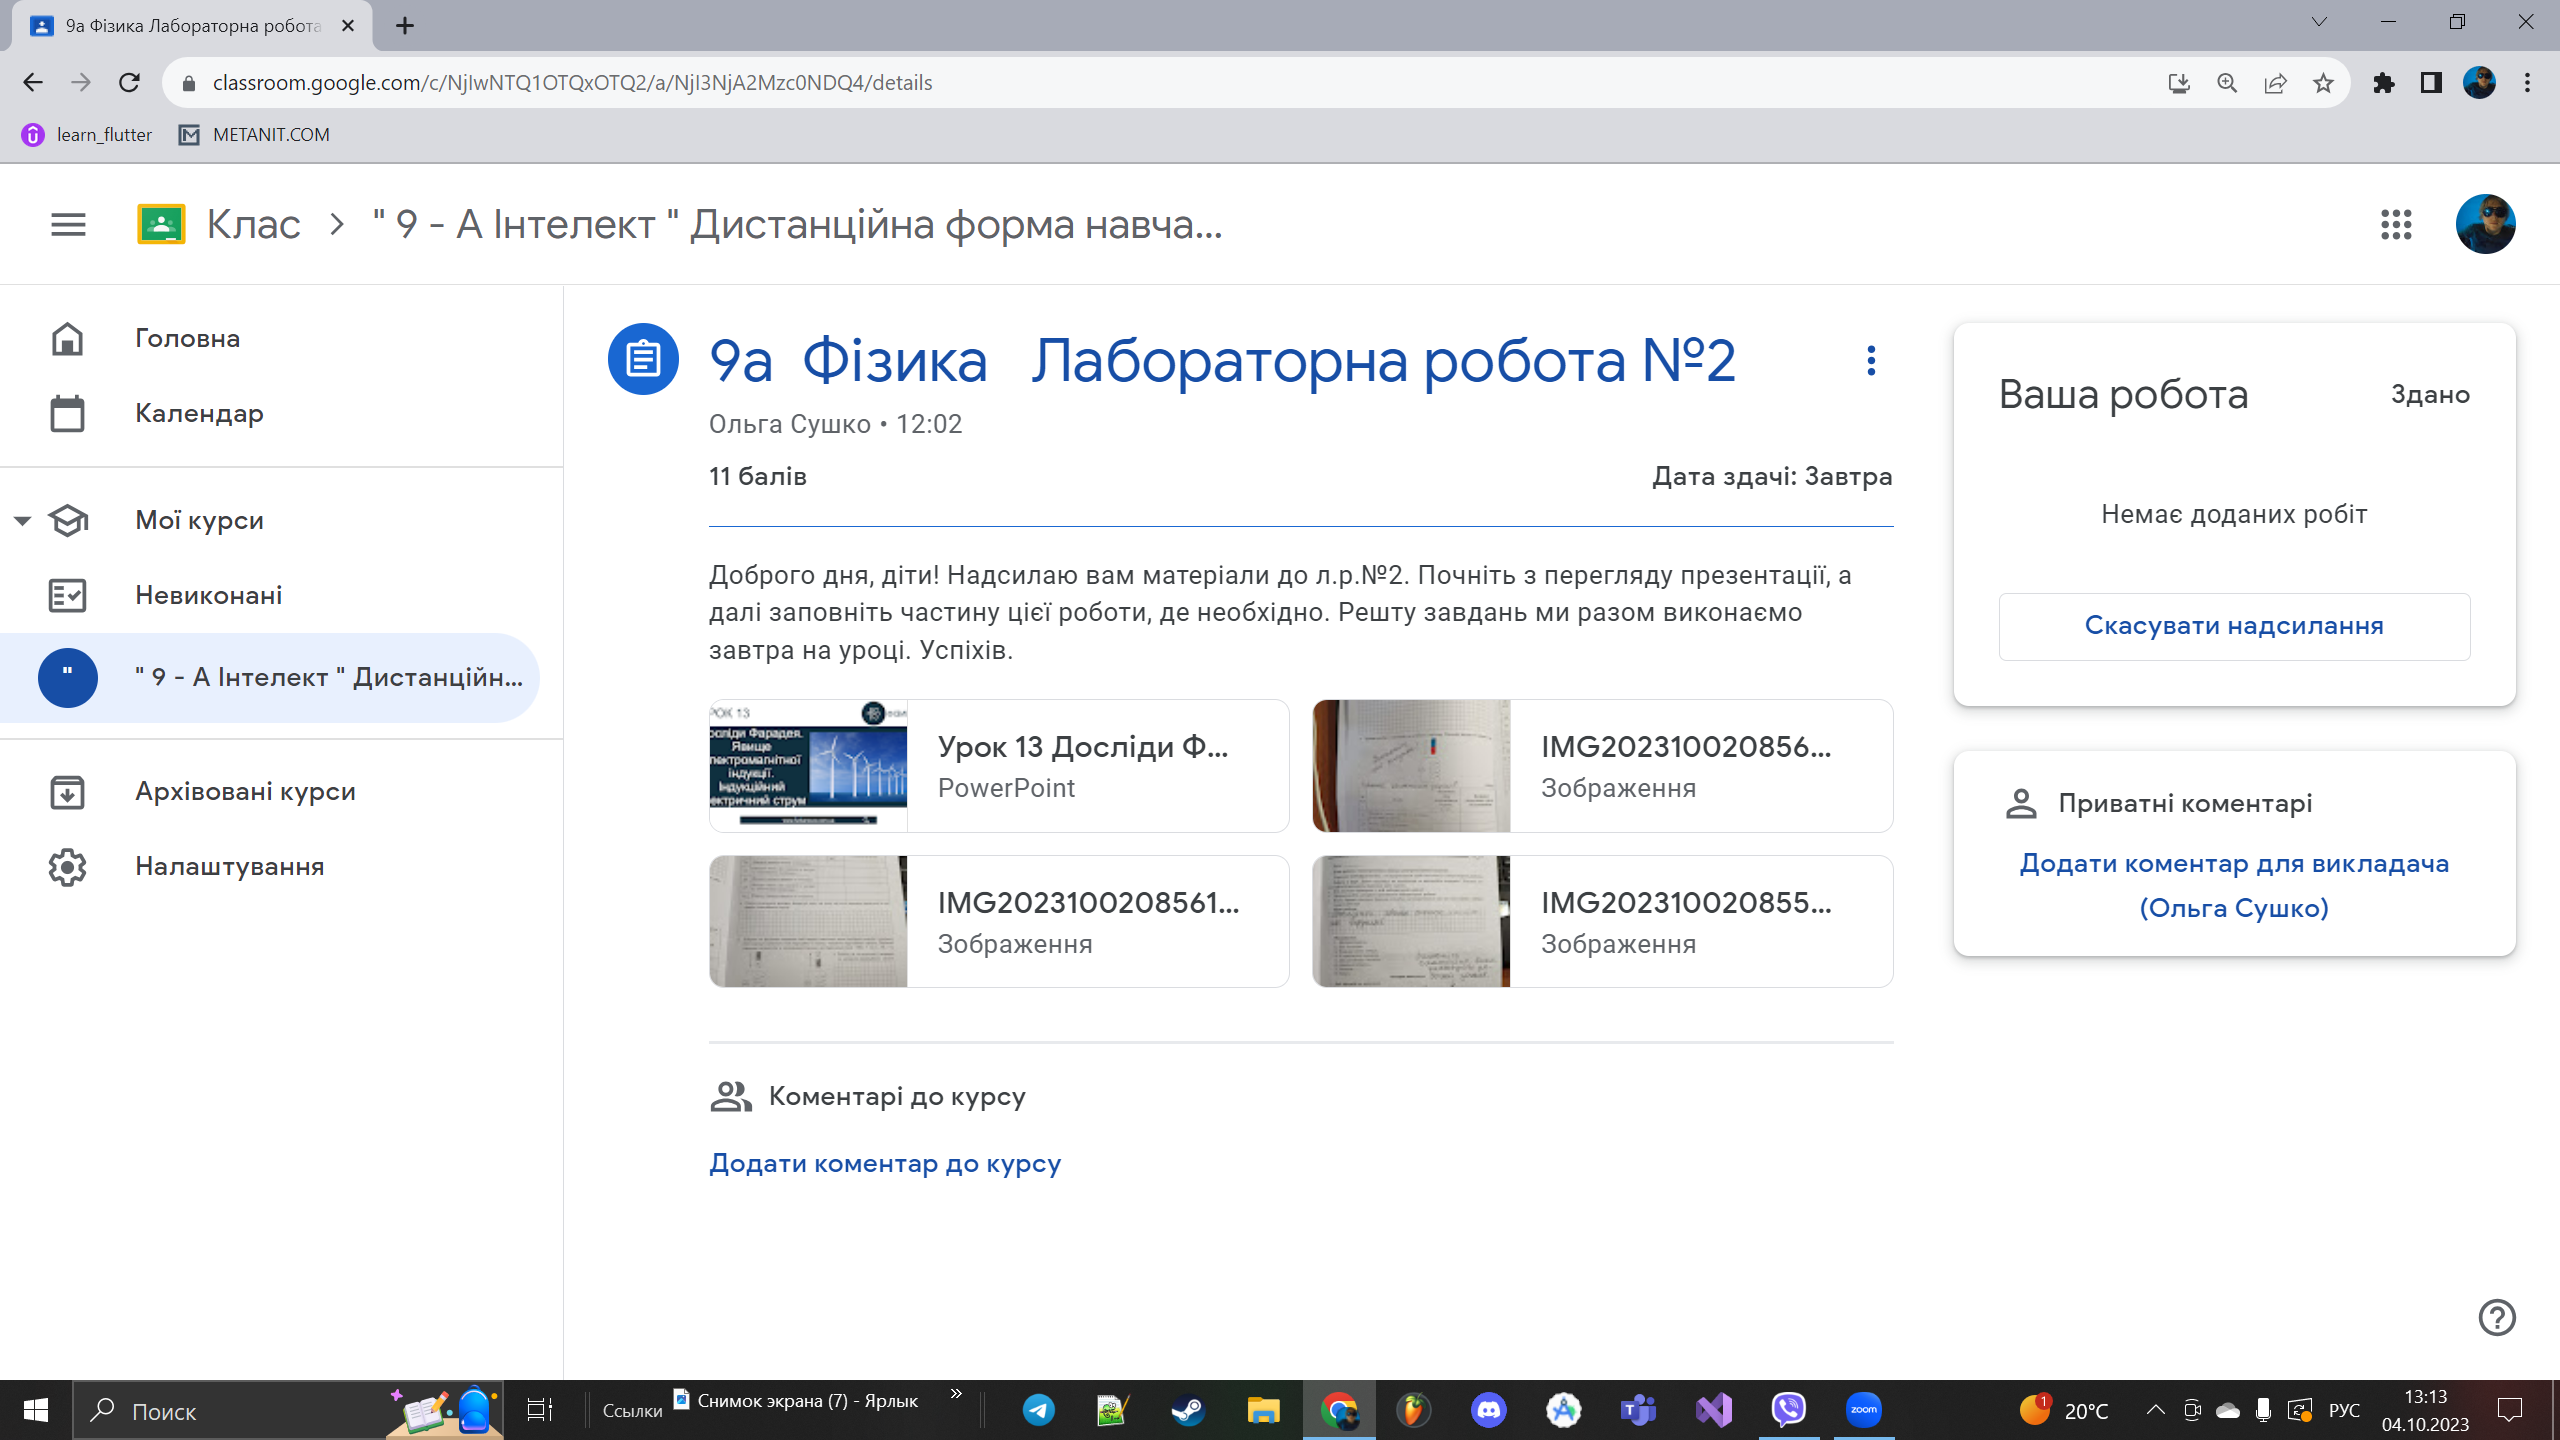 9а Фізика Лабораторна робота
classroom.google.com/c/NjIwNTQ1OTQxOTQ2/a/NjI3NjA2Mzc0NDQ4/details
learn_flutter
METANIT.COM
Клас
" 9 - А Інтелект " Дистанційна форма навча...
Головна
Календар
Мої курси
Невиконані
"
" 9 - А Інтелект " Дистанційн...
Архівовані курси
Налаштування
9а Фізика Лабораторна робота №2
Ольга Сушко • 12:02
11 балів
Дата здачі: Завтра
Доброго дня, діти! Надсилаю вам матеріали до л.р.№2. Почніть з перегляду презентації, а
далі заповніть частину цієї роботи, де необхідно. Решту завдань ми разом виконаємо
завтра на уроці. Успіхів.
Урок 13 Досліди Ф...
PowerPoint
IMG202310020856...
Зображення
IMG2023100208561...
Зображення
IMG202310020855...
Зображення
Коментарі до курсу
Додати коментар до курсу
Ваша робота
Здано
Немає доданих робіт
Скасувати надсилання
Приватні коментарі
Додати коментар для викладача
(Ольга Сушко)
Поиск
Ссылки
Снимок экрана (7) - Ярлык
zoom
1
20°C
РУС
13:13
04.10.2023